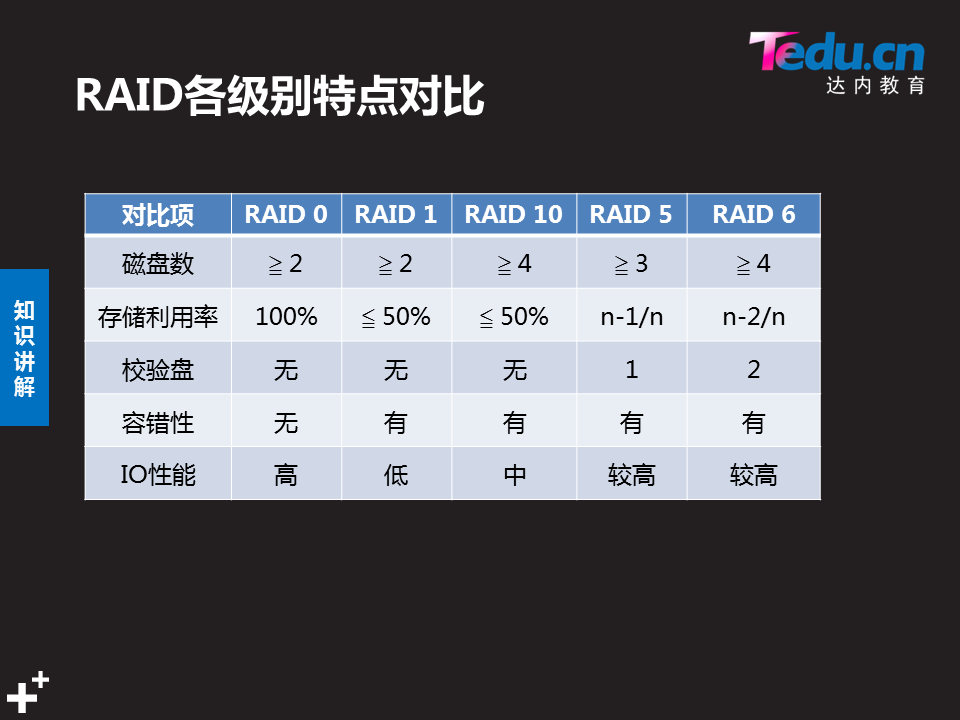 Tedu.cn
达内教育
RAID各级别特点对比
对比项 RAID 0 RAID 1 RAID 10 RAID 5 RAID 6
磁盘数 ≧2 ≧2 ≧4 ≧3 ≧4
存储利用率 100% ≦50% ≦50% n-1/n n-2/n
校验盘 无 无 无 1 2
容错性 无 有 有 有 有
IO性能 高 低 中 较高 较高
知识讲解